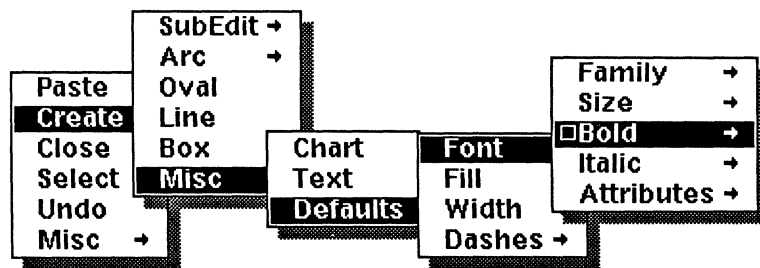 Paste
Create
Close
Select
Undo
Misc →
SubEdit →
Arc →
Oval
Line
Box
Misc
Chart
Text
Defaults
Font
Fill
Width
Dashes →
Family →
Size →
Bold →
Italic →
Attributes →